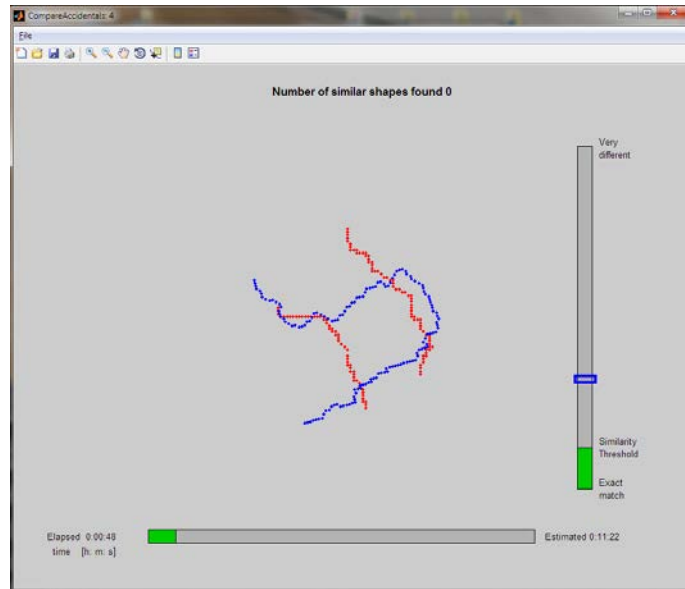 CompareAccidentals: 4
File
Number of similar shapes found 0
Very
different
Similarity
Threshold
Exact
match
Elapsed 0:00:48
time [h: m: s]
Estimated 0:11:22